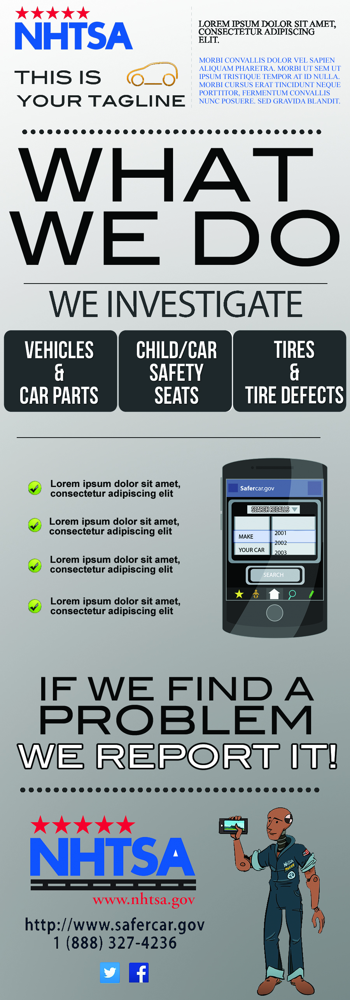 NHTSA
THIS IS
YOUR TAGLINE
LOREM IPSUM DOLOR SIT AMET,
CONSECTETUR ADIPISCING
ELIT.
MORBI CONVALLIS DOLOR VEL SAPIEN
ALIQUAM PHARETRA. MORBI UT SEM UT
IPSUM TRISTIQUE TEMPOR AT ID NULLA.
MORBI CURSUS ERAT TINCIDUNT NEQUE
PORTTITOR, FERMENTUM CONVALLIS
NUNC POSUERE. SED GRAVIDA BLANDIT.
WHAT
WE DO
WE INVESTIGATE
VEHICLES
&
CAR PARTS
CHILD/CAR
SAFETY
SEATS
TIRES
&
TIRE DEFECTS
Lorem ipsum dolor sit amet,
consectetur adipiscing elit
Lorem ipsum dolor sit amet,
consectetur adipiscing elit
Lorem ipsum dolor sit amet,
consectetur adipiscing elit
Lorem ipsum dolor sit amet,
consectetur adipiscing elit
Safercar.gov
SEARCH RECALLS
MAKE
YOUR CAR
2001
2002
2003
SEARCH
IF WE FIND A
PROBLEM
WE REPORT IT!
NHTSA
www.nhtsa.gov
http://www.safercar.gov
1 (888) 327-4236
NHTSA